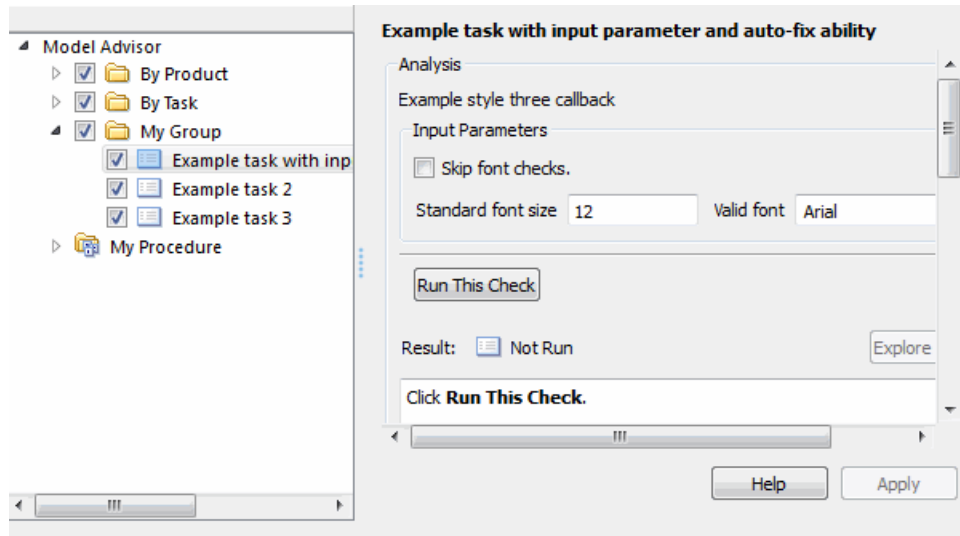 Model Advisor
By Product
By Task
My Group
Example task with inp
Example task 2
Example task 3
My Procedure
Example task with input parameter and auto-fix ability
Analysis
Example style three callback
Input Parameters
Skip font checks.
Standard font size 12 Valid font Arial
Run This Check
Result: Not Run Explore
Click Run This Check.
Help Apply